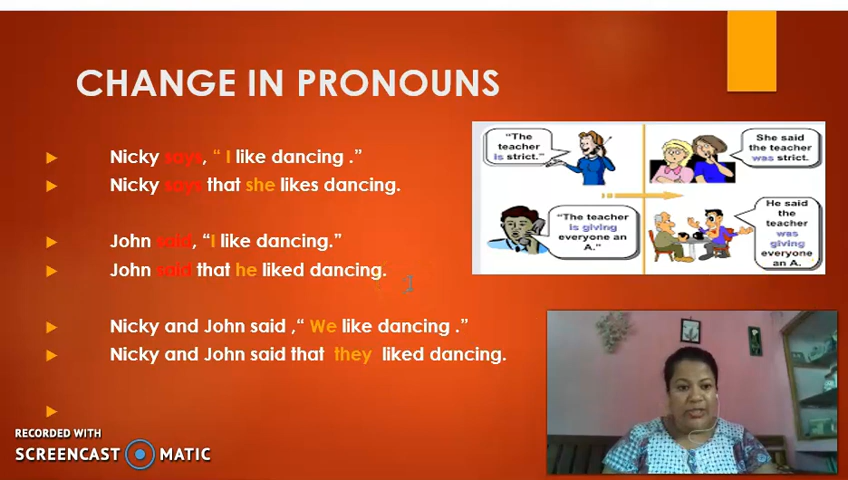 CHANGE IN PRONOUNS
Nicky says, “ I like dancing .”
Nicky says that she likes dancing.
John said, “I like dancing.”
John said that he liked dancing.
Nicky and John said ,“ We like dancing .”
Nicky and John said that they liked dancing.
“The
teacher
is strict.”
She said
the teacher
was strict.
“The teacher
is giving
everyone an
A.”
He said
the
teacher
was
giving
everyone
an A.
RECORDED WITH
SCREENCAST MATIC